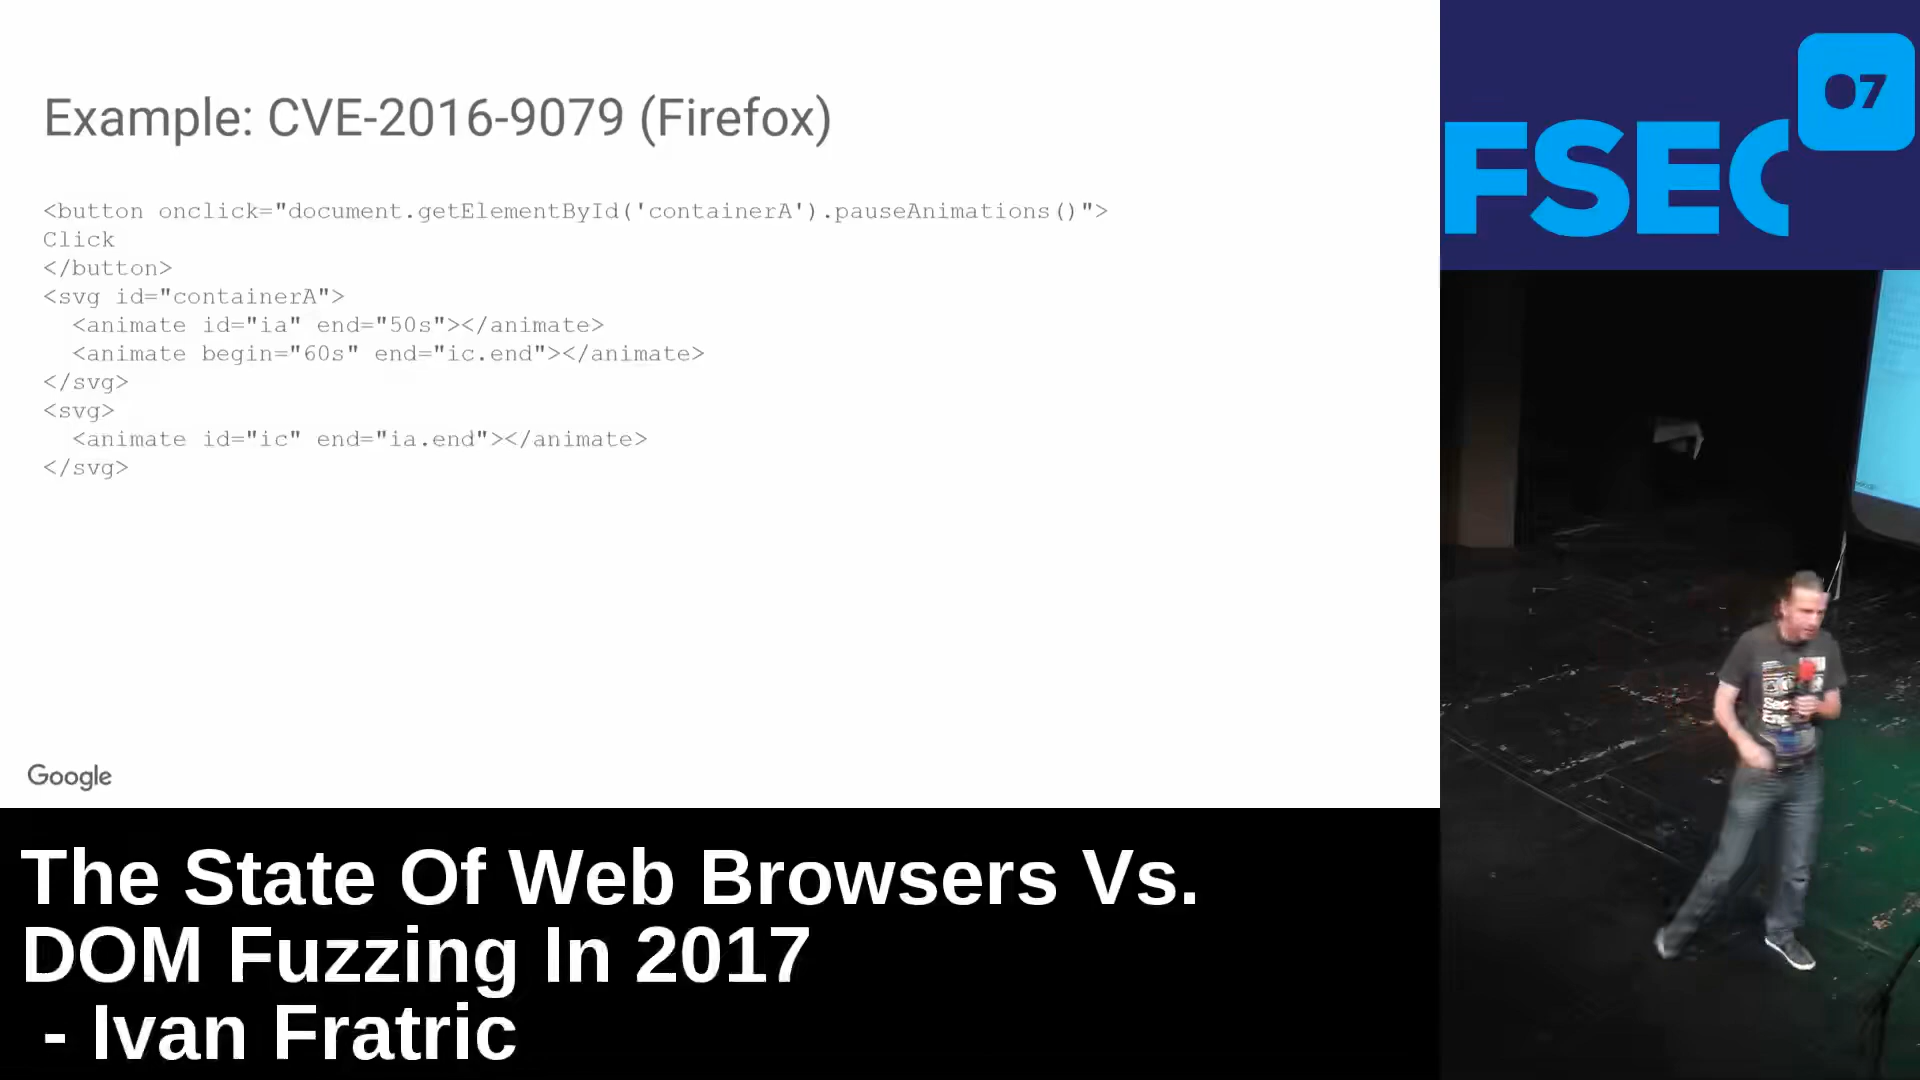 Example: CVE-2016-9079 (Firefox)
<button onclick="document.getElementById('containerA').pauseAnimations()">
Click
</button>
<svg id="containerA">
  <animate id="ia" end="50s"></animate>
  <animate begin="60s" end="ic.end"></animate>
</svg>
<svg>
  <animate id="ic" end="ia.end"></animate>
</svg>
Google
The State Of Web Browsers Vs.
DOM Fuzzing In 2017
- Ivan Fratric
07
FSEC